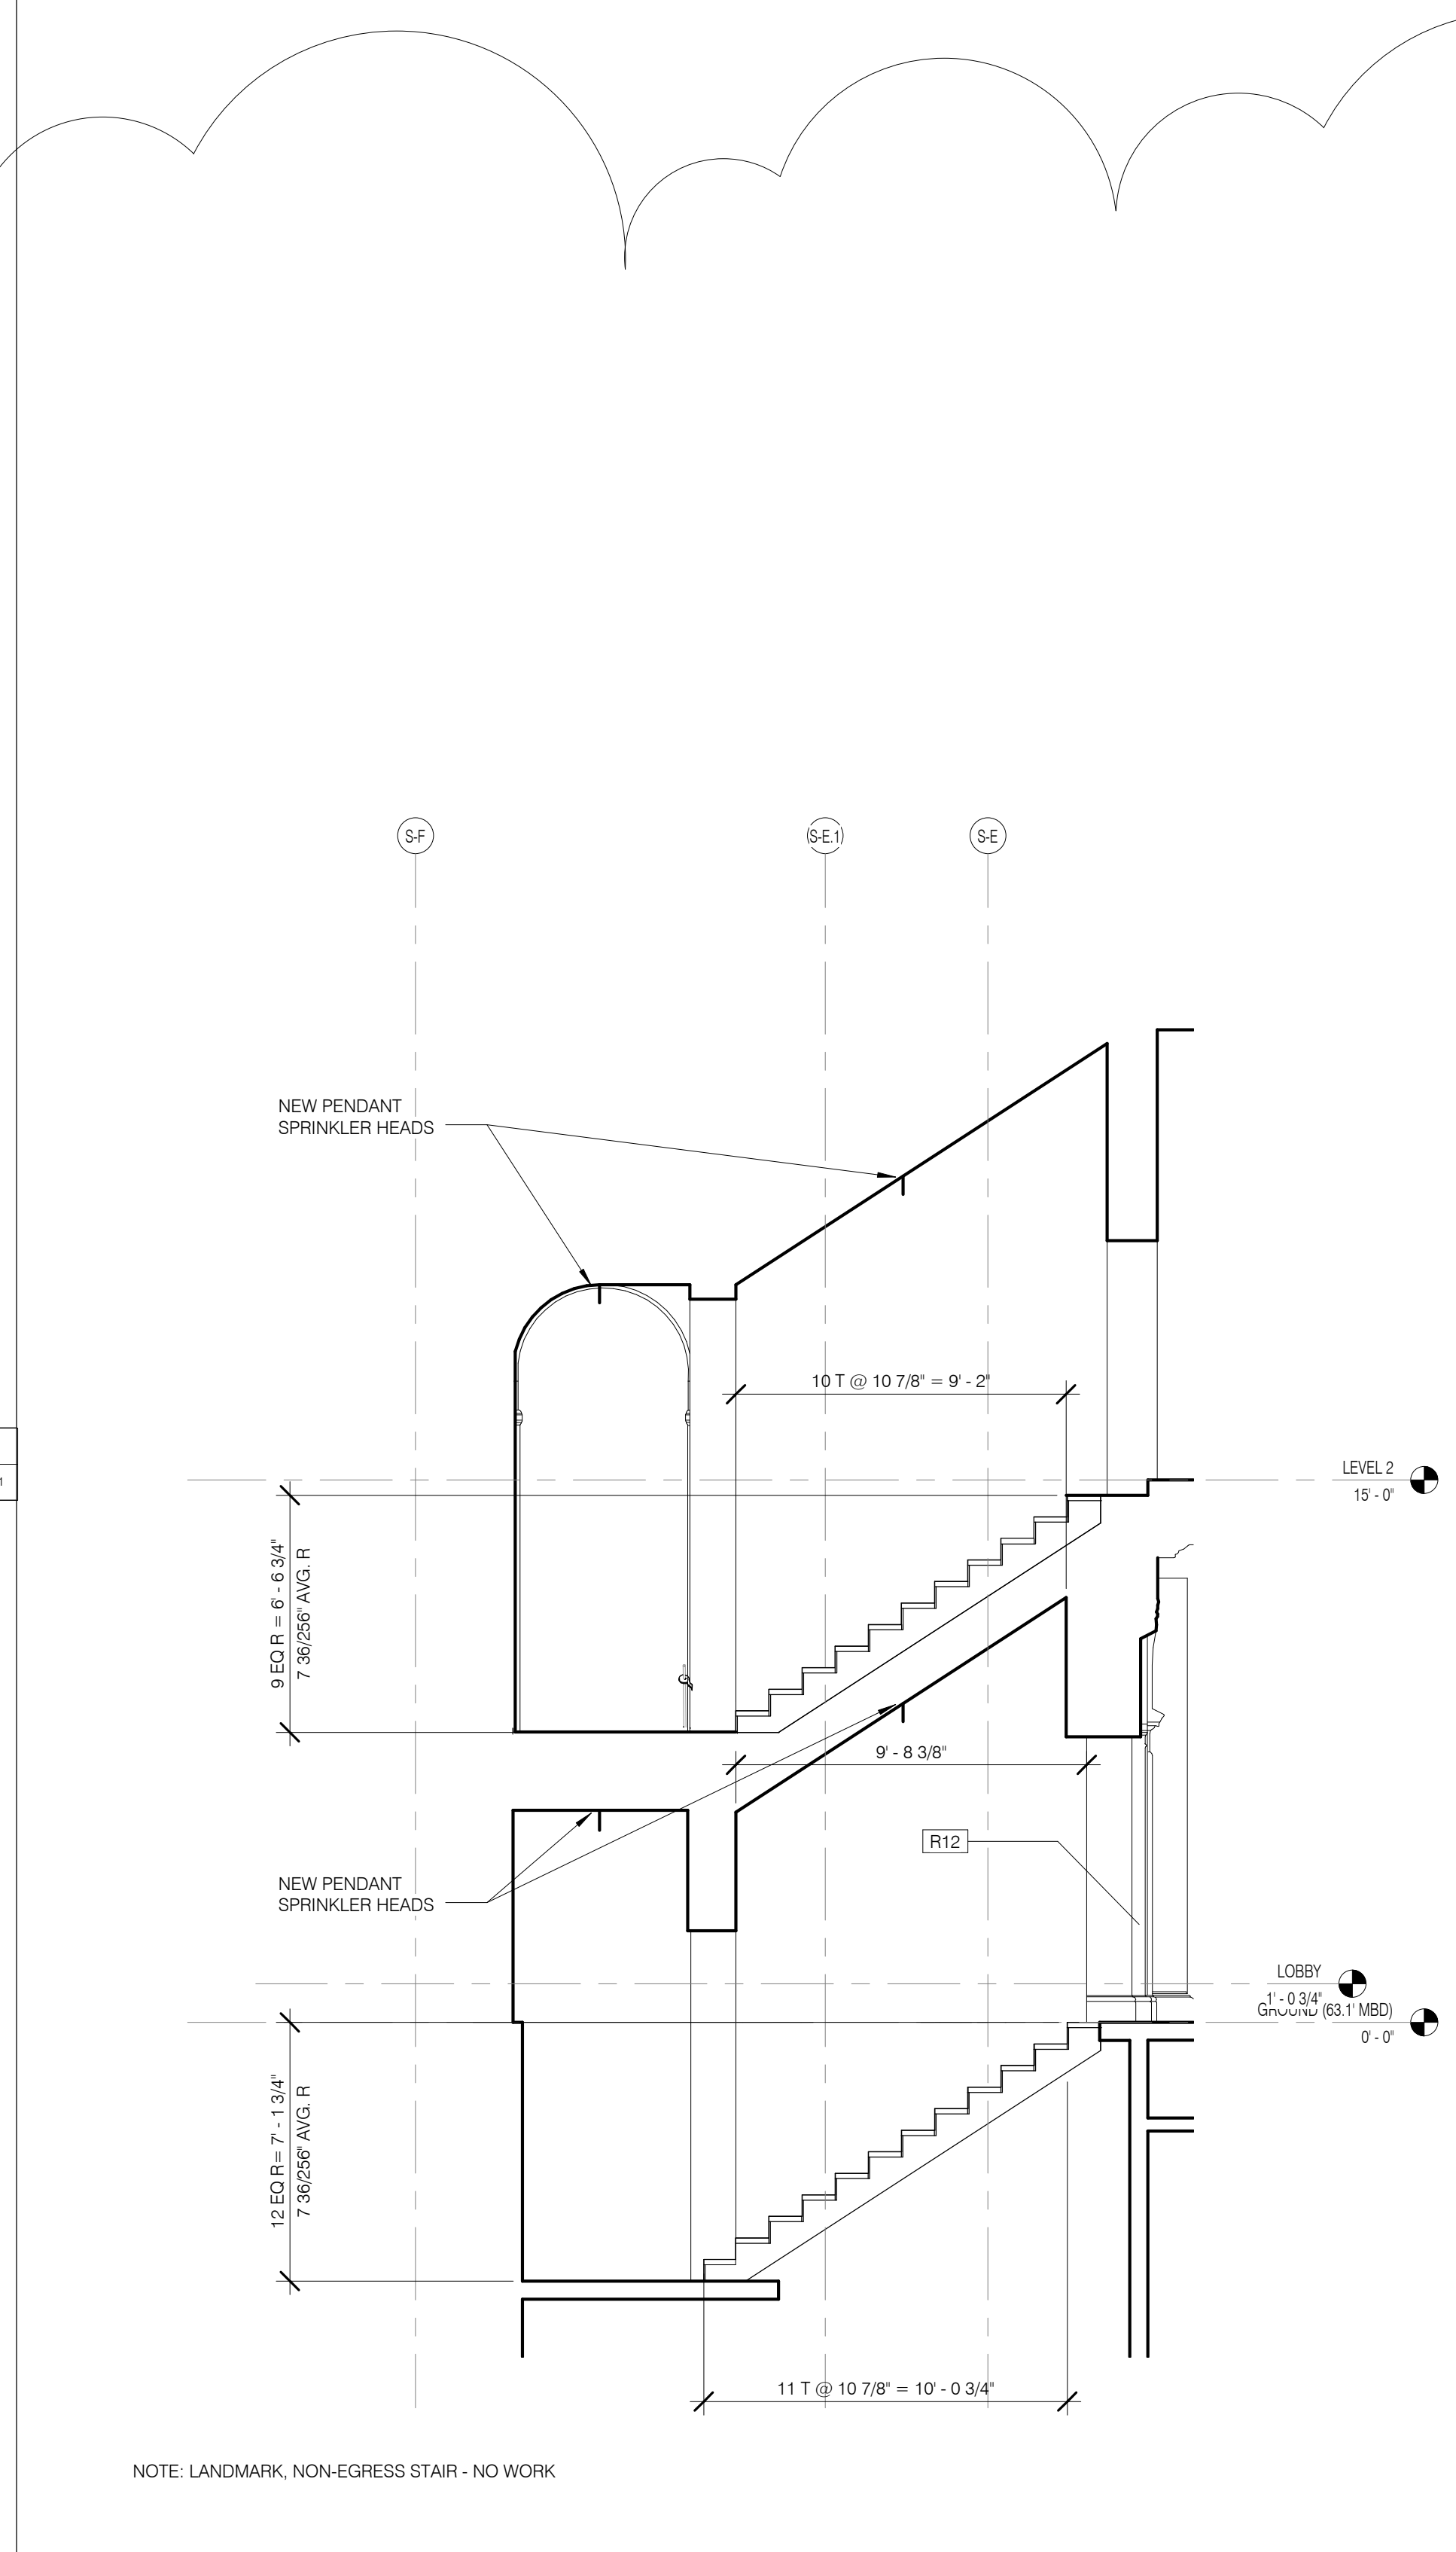 S-F
S-E.1
S-E
NEW PENDANT
SPRINKLER HEADS
10 T @ 10 7/8" = 9' - 2"
LEVEL 2
15' - 0"
9 EQ R = 6' - 6 3/4"
7 36/256" AVG. R
9' - 8 3/8"
R12
NEW PENDANT
SPRINKLER HEADS
LOBBY
1' - 0 3/4"
GROUND (63.1' MBD)
0' - 0"
12 EQ R = 7' - 1 3/4"
7 36/256" AVG. R
11 T @ 10 7/8" = 10' - 0 3/4"
NOTE: LANDMARK, NON-EGRESS STAIR - NO WORK